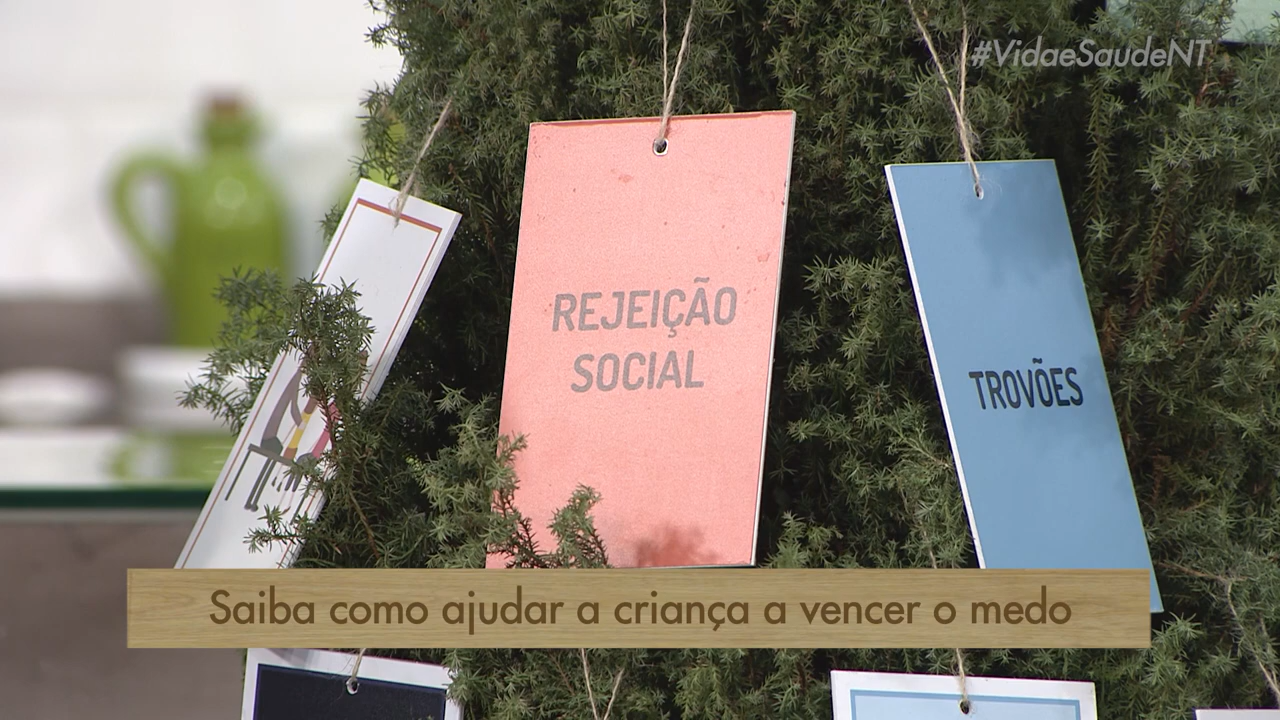 #VidaeSaudeNT
REJEIÇÃO
SOCIAL
TROVÕES
Saiba como ajudar a criança a vencer o medo